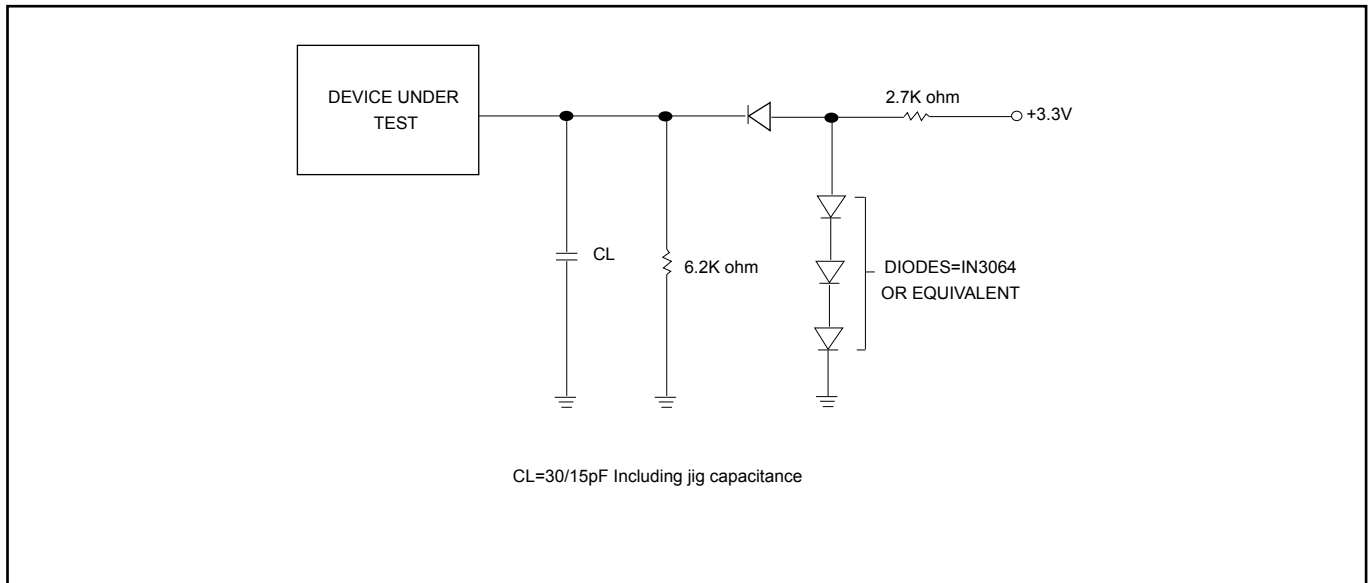 DEVICE UNDER
TEST
2.7K ohm
+3.3V
CL
6.2K ohm
DIODES=IN3064
OR EQUIVALENT
CL=30/15pF Including jig capacitance